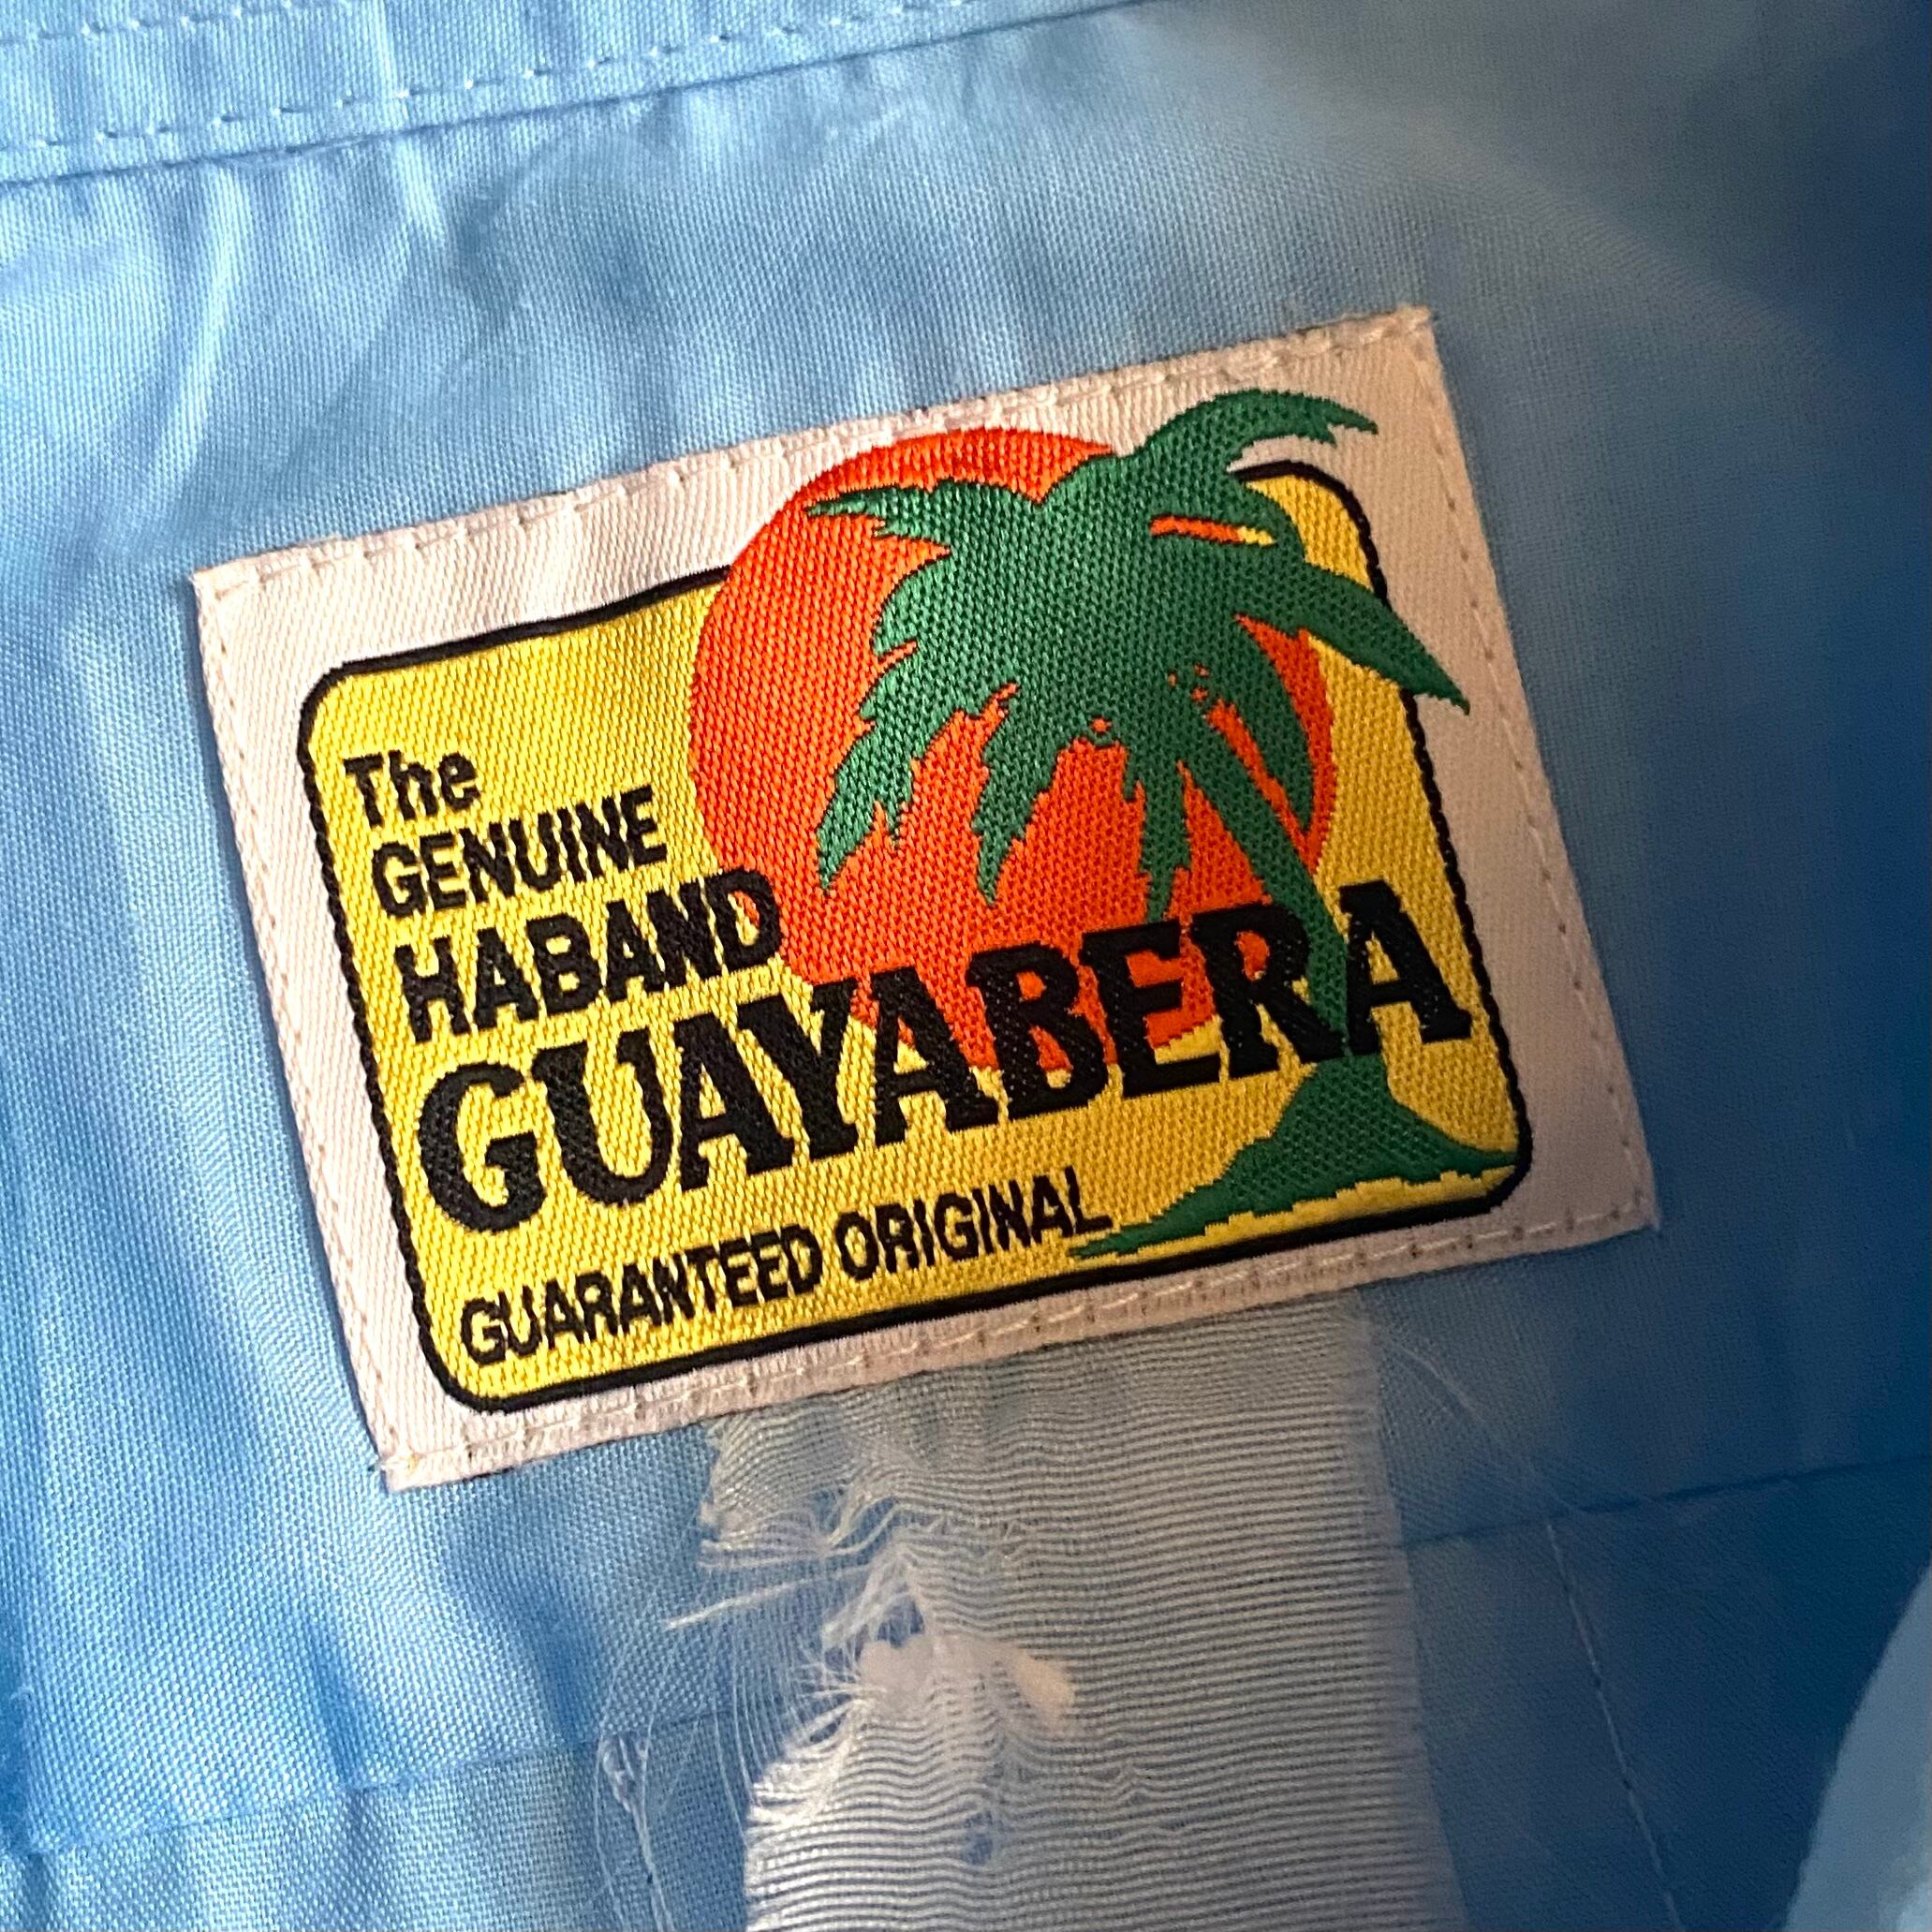 The
GENUINE
HABAND
GUAYABERA
GUARANTEED ORIGINAL